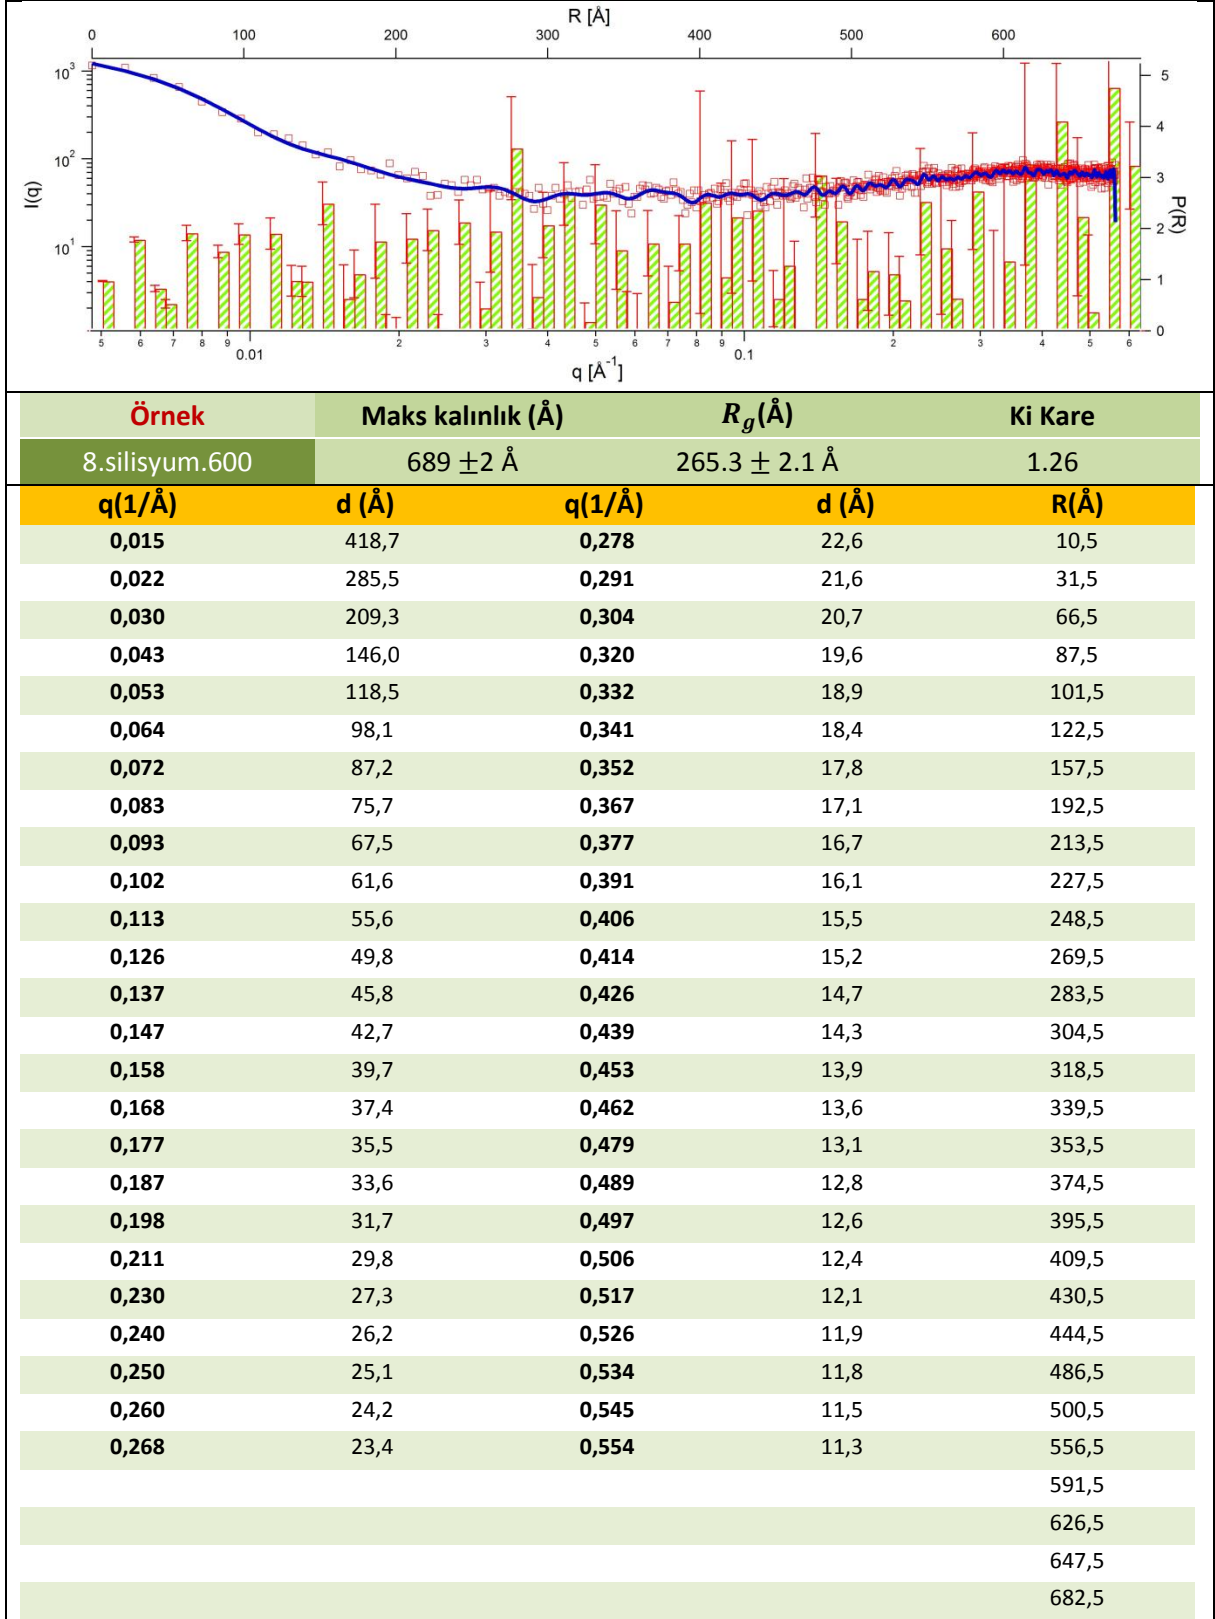 R [Å]
0 100 200 300 400 500 600
10³
10²
10¹
I(q)
5
4
3
2
1
0
P(R)
5 6 7 8 9 2 3 4 5 6 7 8 9 2 3 4 5 6
0.01 0.1
q [Å⁻¹]
Örnek Maks kalınlık (Å) R_g(Å) Ki Kare
8.silisyum.600 689 ±2 Å 265.3 ± 2.1 Å 1.26
q(1/Å) d (Å) q(1/Å) d (Å) R(Å)
0,015 418,7 0,278 22,6 10,5
0,022 285,5 0,291 21,6 31,5
0,030 209,3 0,304 20,7 66,5
0,043 146,0 0,320 19,6 87,5
0,053 118,5 0,332 18,9 101,5
0,064 98,1 0,341 18,4 122,5
0,072 87,2 0,352 17,8 157,5
0,083 75,7 0,367 17,1 192,5
0,093 67,5 0,377 16,7 213,5
0,102 61,6 0,391 16,1 227,5
0,113 55,6 0,406 15,5 248,5
0,126 49,8 0,414 15,2 269,5
0,137 45,8 0,426 14,7 283,5
0,147 42,7 0,439 14,3 304,5
0,158 39,7 0,453 13,9 318,5
0,168 37,4 0,462 13,6 339,5
0,177 35,5 0,479 13,1 353,5
0,187 33,6 0,489 12,8 374,5
0,198 31,7 0,497 12,6 395,5
0,211 29,8 0,506 12,4 409,5
0,230 27,3 0,517 12,1 430,5
0,240 26,2 0,526 11,9 444,5
0,250 25,1 0,534 11,8 486,5
0,260 24,2 0,545 11,5 500,5
0,268 23,4 0,554 11,3 556,5
591,5
626,5
647,5
682,5